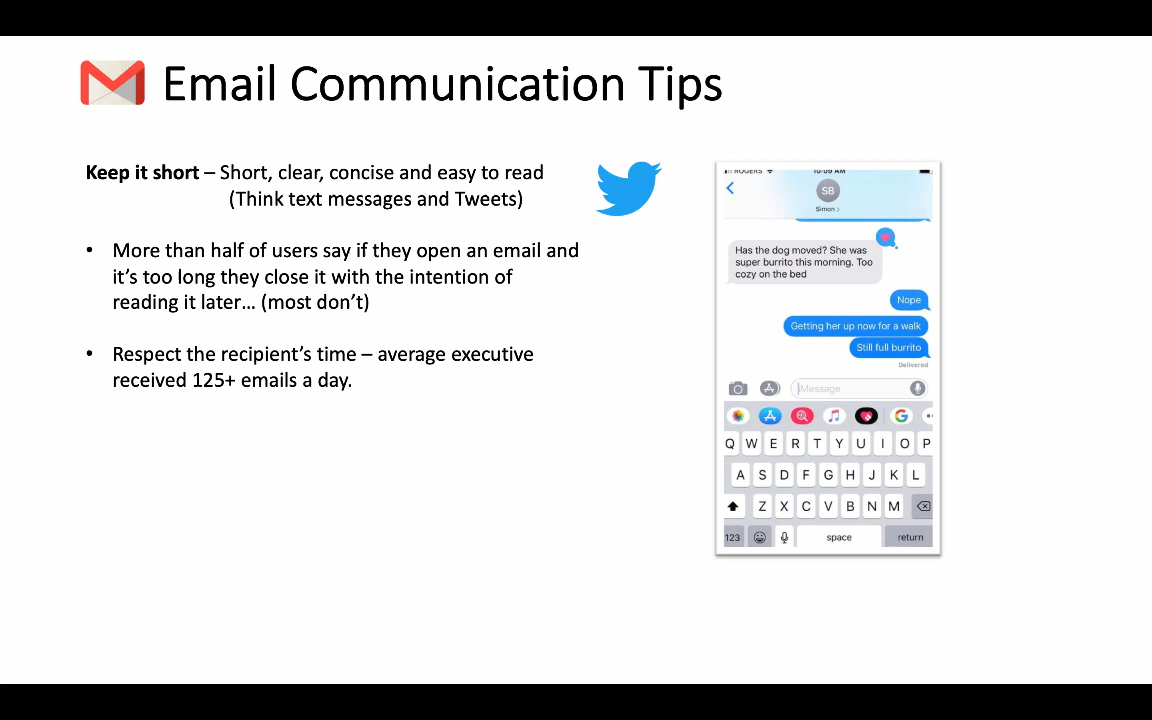 Email Communication Tips
Keep it short – Short, clear, concise and easy to read
(Think text messages and Tweets)
• More than half of users say if they open an email and
it's too long they close it with the intention of
reading it later… (most don't)
• Respect the recipient's time – average executive
received 125+ emails a day.
ROGERS
10:09 AM
SB
Simon >
Has the dog moved? She was
super burrito this morning. Too
cozy on the bed
Nope
Getting her up now for a walk
Still full burrito
Delivered
Message
G
Q W E R T Y U I O P
A S D F G H J K L
Z X C V B N M
123 space return